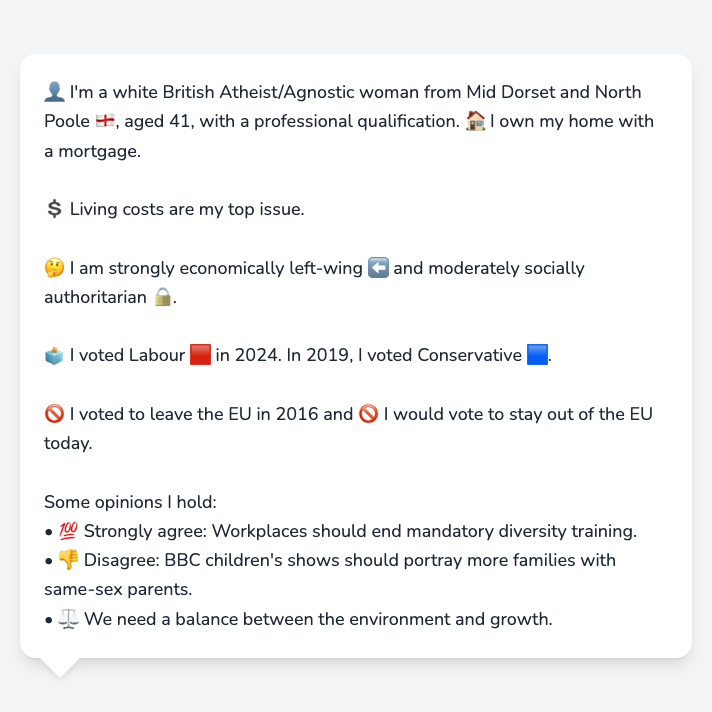 👤 I'm a white British Atheist/Agnostic woman from Mid Dorset and North
Poole 🏴󠁧󠁢󠁥󠁮󠁧󠁿, aged 41, with a professional qualification. 🏠 I own my home with
a mortgage.
💲 Living costs are my top issue.
🤔 I am strongly economically left-wing ⬅️ and moderately socially
authoritarian 🔒.
🗳️ I voted Labour 🟥 in 2024. In 2019, I voted Conservative 🟦.
🚫 I voted to leave the EU in 2016 and 🚫 I would vote to stay out of the EU
today.
Some opinions I hold:
• 💯 Strongly agree: Workplaces should end mandatory diversity training.
• 👎 Disagree: BBC children's shows should portray more families with
same-sex parents.
• ⚖️ We need a balance between the environment and growth.